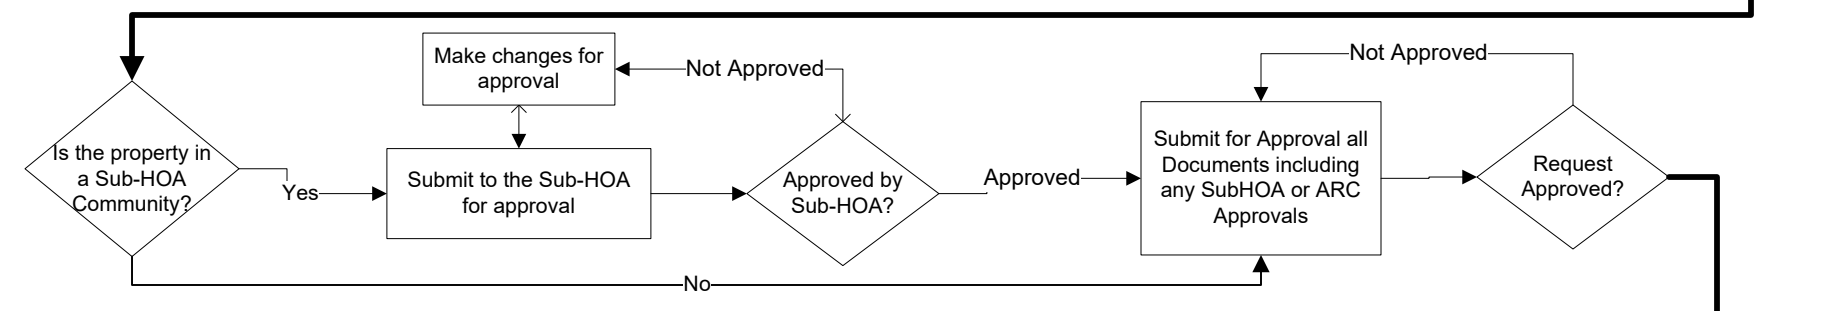 Is the property in
a Sub-HOA
Community?
Yes
Make changes for
approval
Submit to the Sub-HOA
for approval
Not Approved
Approved by
Sub-HOA?
Approved
No
Submit for Approval all
Documents including
any SubHOA or ARC
Approvals
Not Approved
Request
Approved?